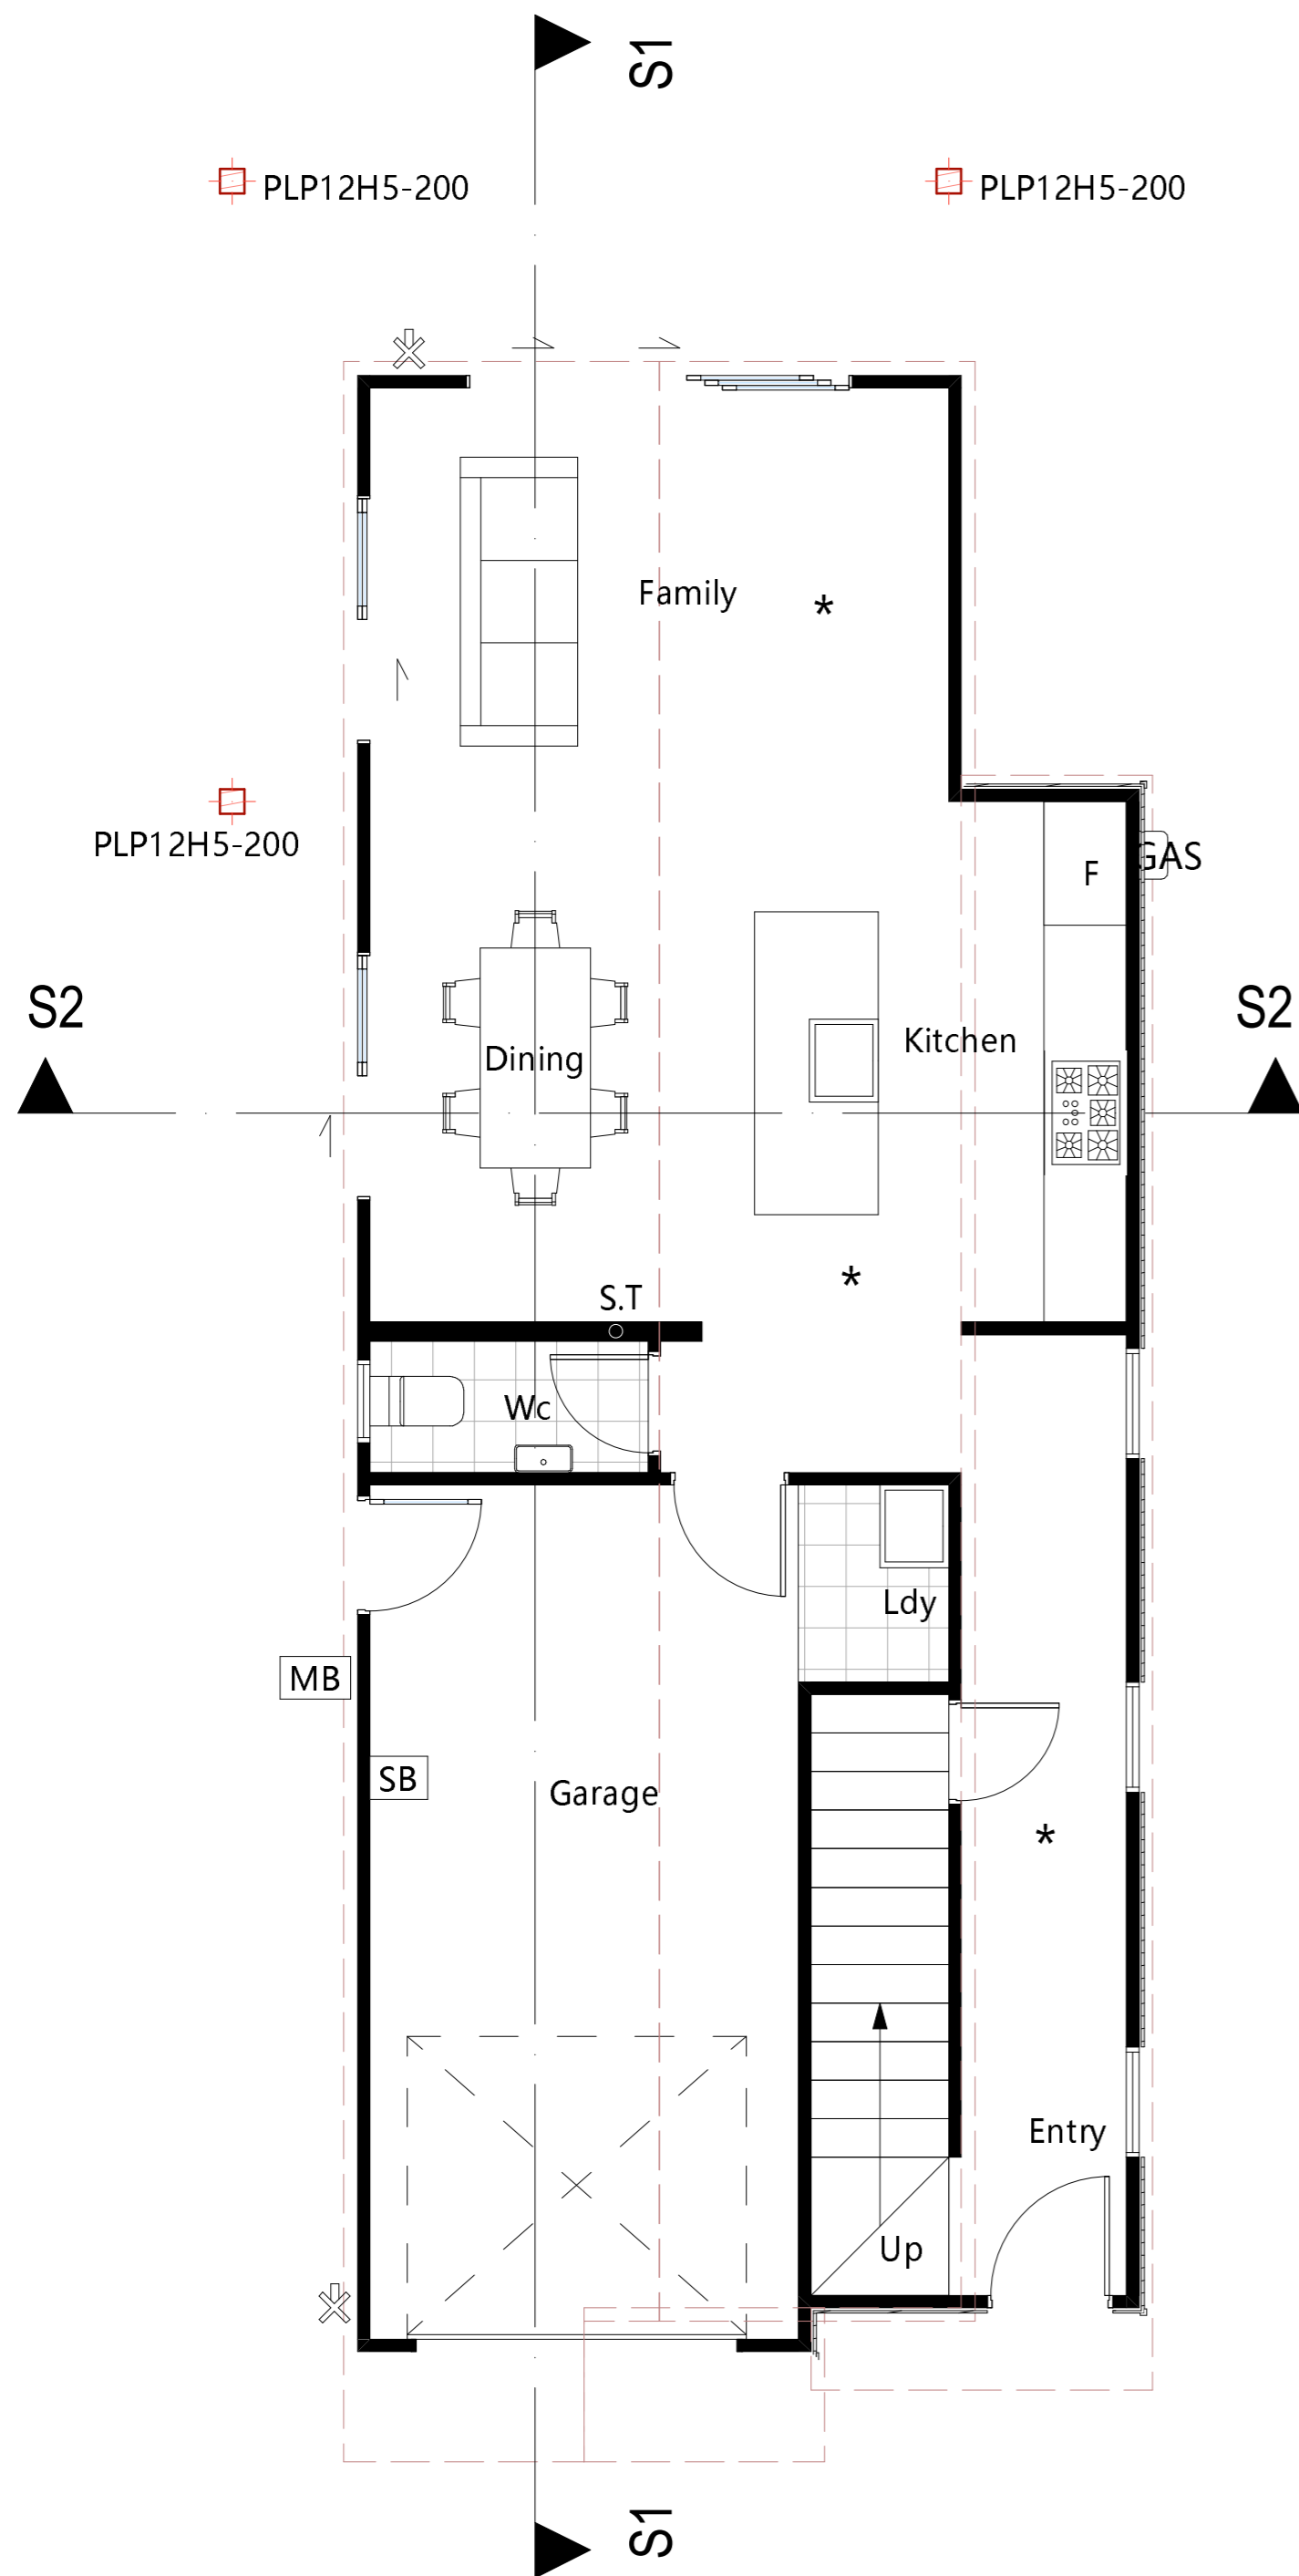 S1
PLP12H5-200
PLP12H5-200
Family
*
PLP12H5-200
GAS
F
S2
S2
Kitchen
Dining
*
S.T
Wc
Ldy
MB
SB
Garage
*
Entry
Up
S1